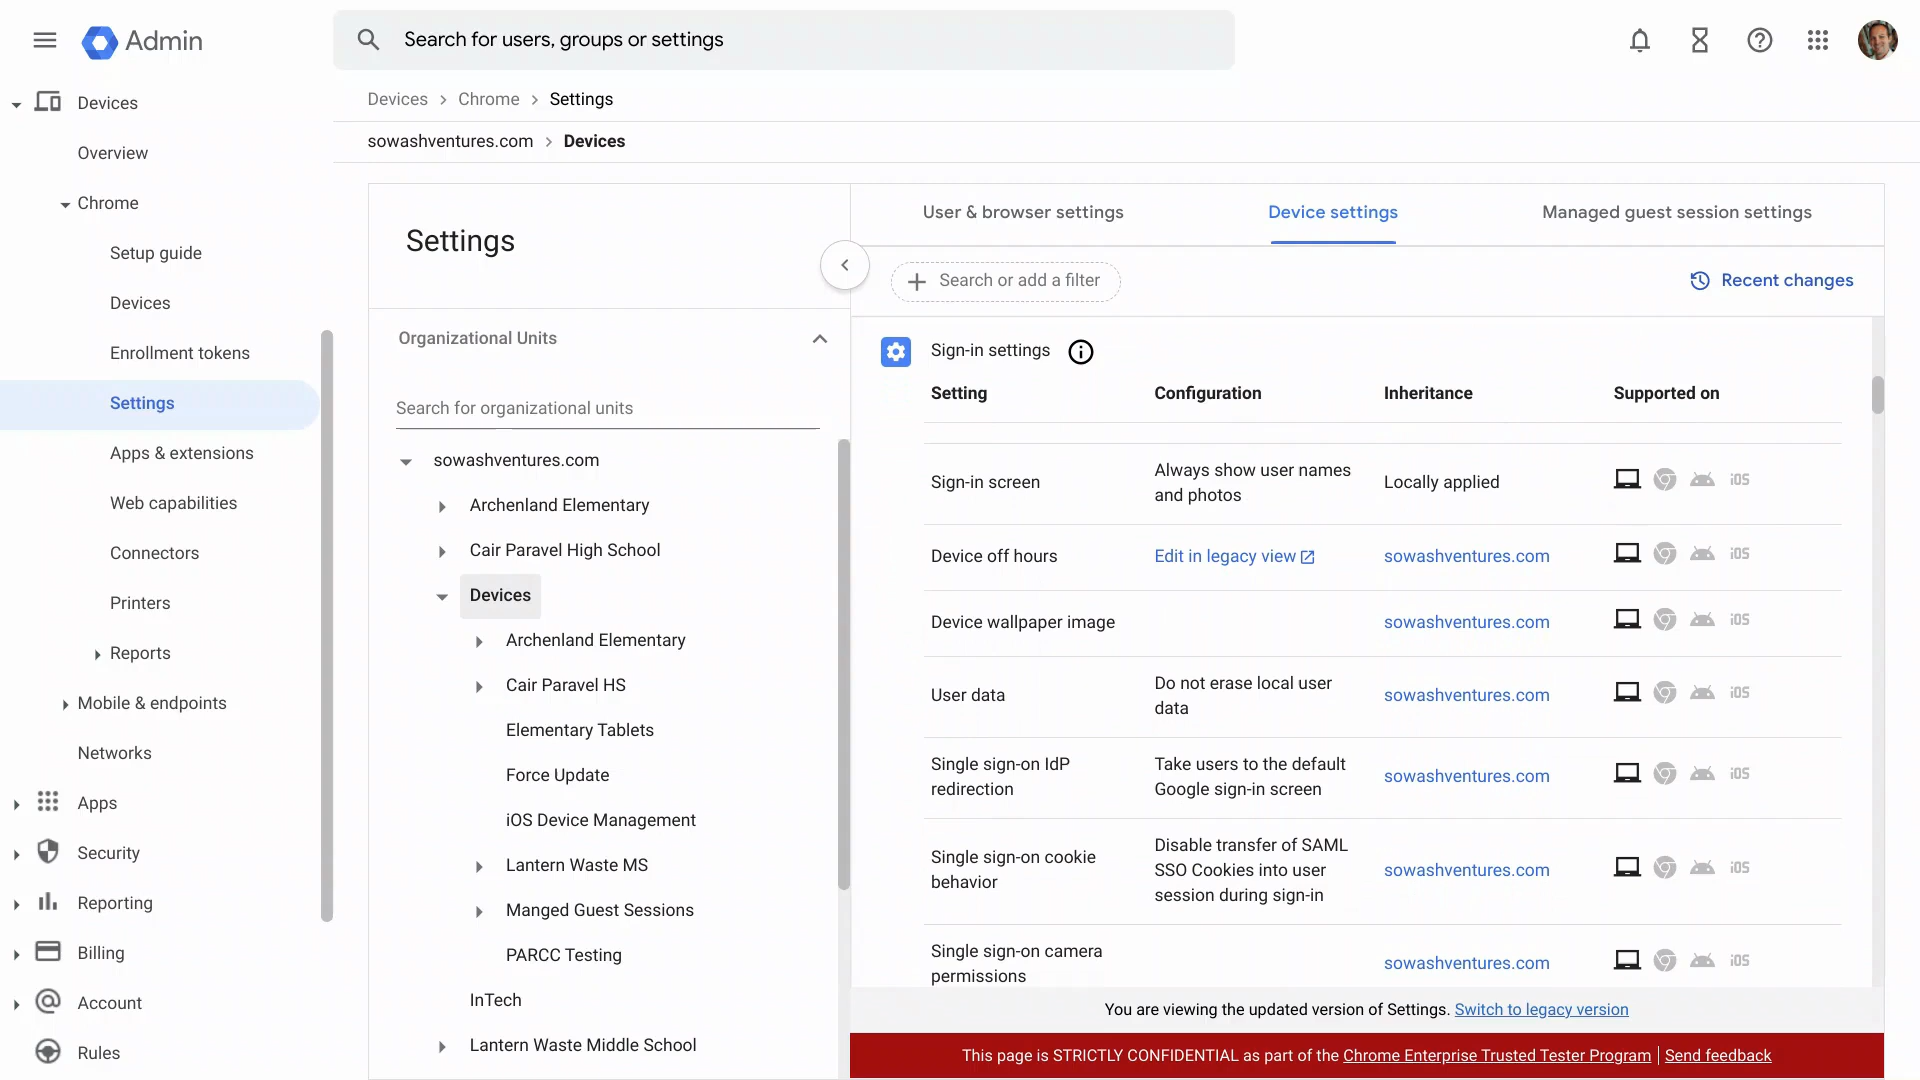 Admin
Search for users, groups or settings
Devices
Overview
Chrome
Setup guide
Devices
Enrollment tokens
Settings
Apps & extensions
Web capabilities
Connectors
Printers
Reports
Mobile & endpoints
Networks
Apps
Security
Reporting
Billing
Account
Rules
Devices > Chrome > Settings
sowashventures.com > Devices
Settings
Organizational Units
Search for organizational units
sowashventures.com
Archenland Elementary
Cair Paravel High School
Devices
Archenland Elementary
Cair Paravel HS
Elementary Tablets
Force Update
iOS Device Management
Lantern Waste MS
Manged Guest Sessions
PARCC Testing
InTech
Lantern Waste Middle School
User & browser settings
Device settings
Managed guest session settings
Search or add a filter
Recent changes
Sign-in settings
Setting Configuration Inheritance Supported on
Sign-in screen
Always show user names
and photos
Locally applied
iOS
Device off hours
Edit in legacy view
sowashventures.com
iOS
Device wallpaper image
sowashventures.com
iOS
User data
Do not erase local user
data
sowashventures.com
iOS
Single sign-on IdP
redirection
Take users to the default
Google sign-in screen
sowashventures.com
iOS
Single sign-on cookie
behavior
Disable transfer of SAML
SSO Cookies into user
session during sign-in
sowashventures.com
iOS
Single sign-on camera
permissions
sowashventures.com
iOS
You are viewing the updated version of Settings. Switch to legacy version
This page is STRICTLY CONFIDENTIAL as part of the Chrome Enterprise Trusted Tester Program | Send feedback